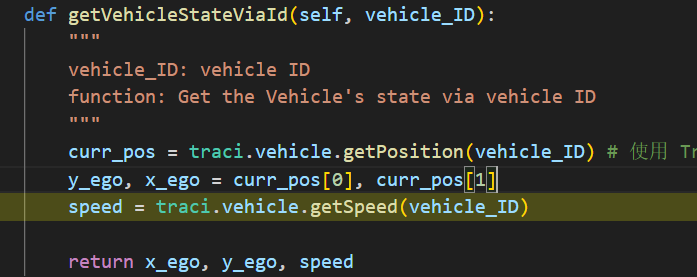 def getVehicleStateViaId(self, vehicle_ID):
"""
vehicle_ID: vehicle ID
function: Get the Vehicle's state via vehicle ID
"""
curr_pos = traci.vehicle.getPosition(vehicle_ID) # 使用 Tr
y_ego, x_ego = curr_pos[0], curr_pos[1]
speed = traci.vehicle.getSpeed(vehicle_ID)
return x_ego, y_ego, speed